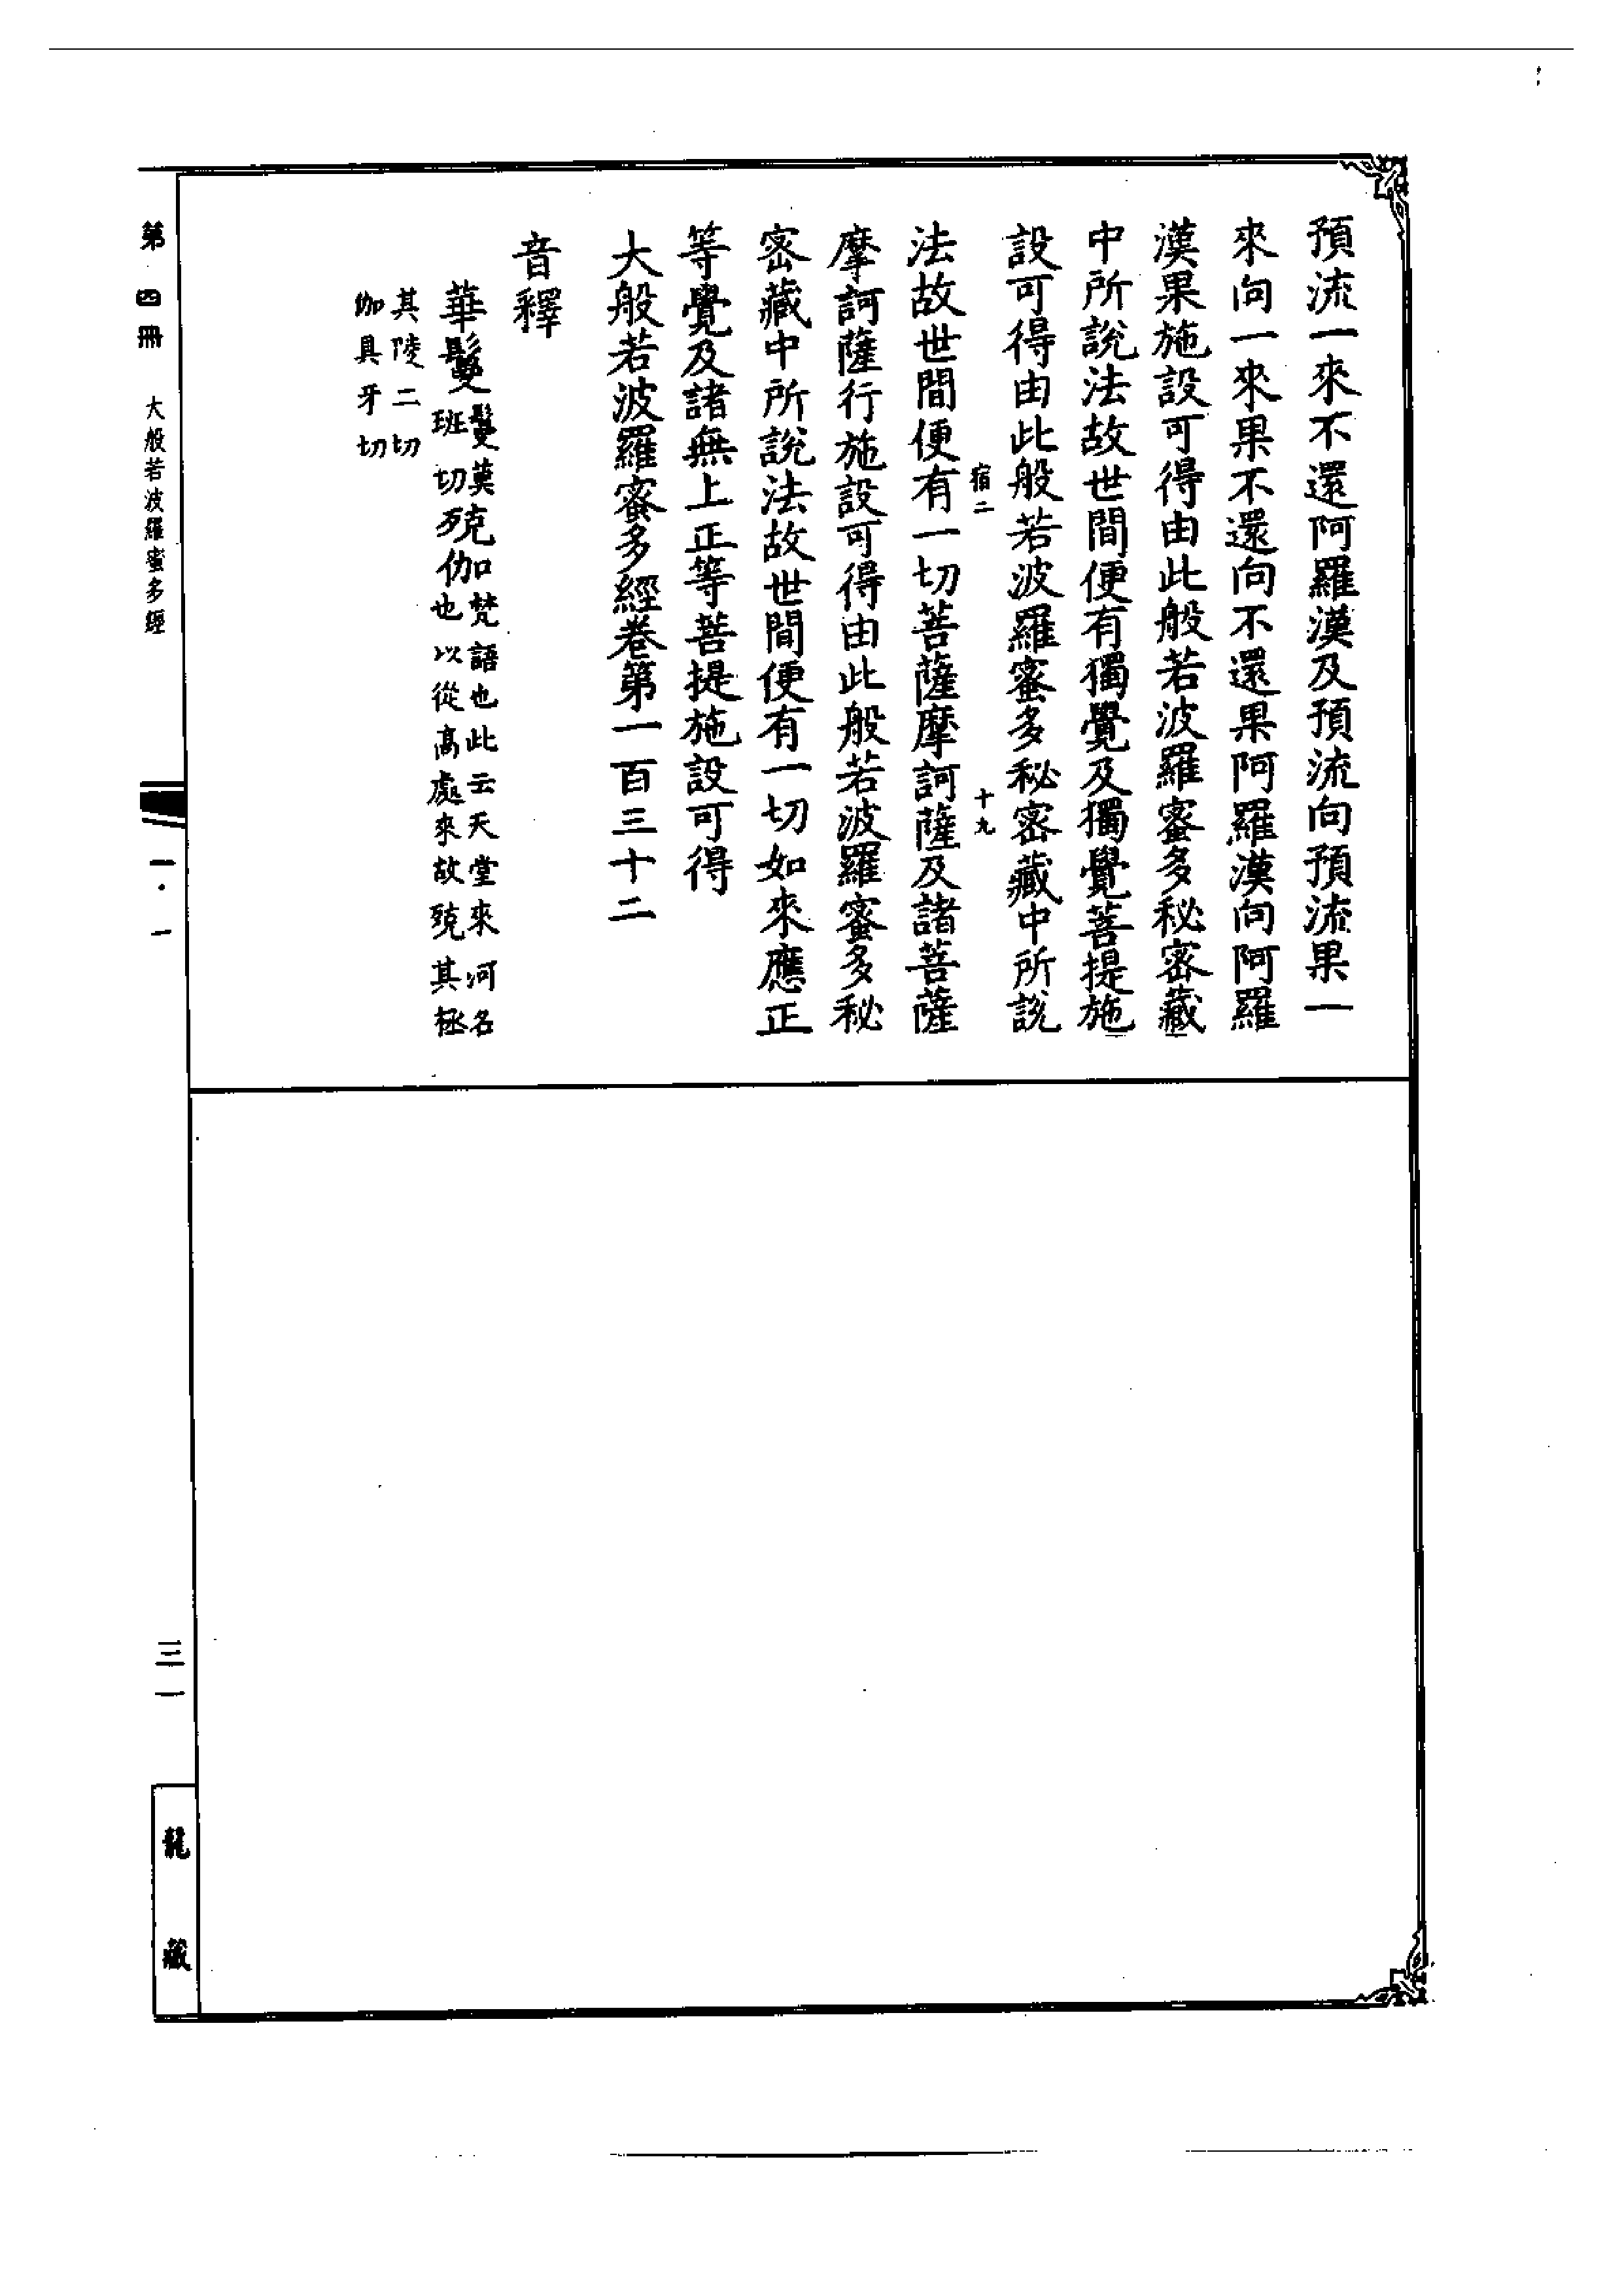 預流一來不還阿羅漢及預流向預流果一
來向一來果不還向不還果阿羅漢向阿羅
漢果施設可得由此般若波羅蜜多秘密藏
中所說法故世間便有獨覺及獨覺菩提施
設可得由此般若波羅蜜多秘密藏中所說
宿二 十九
法故世間便有一切菩薩摩訶薩及諸菩薩
摩訶薩行施設可得由此般若波羅蜜多秘
密藏中所說法故世間便有一切如來應正
等覺及諸無上正等菩提施設可得
大般若波羅蜜多經卷第一百三十二
音釋
華鬘鬘莫班切殑伽梵語也此云天堂來河名也以從高處來故殑其拯
其陵二切
伽具牙切
第四冊 大般若波羅蜜多經 一·一 三一 龍藏